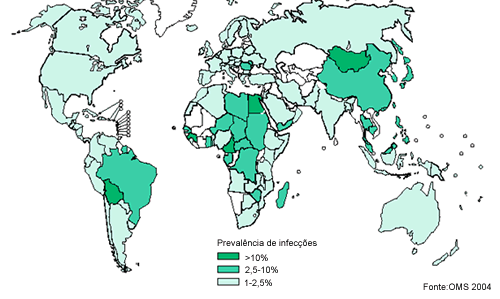 Prevalência de infecções
>10%
2,5-10%
1-2,5%
Fonte:OMS 2004